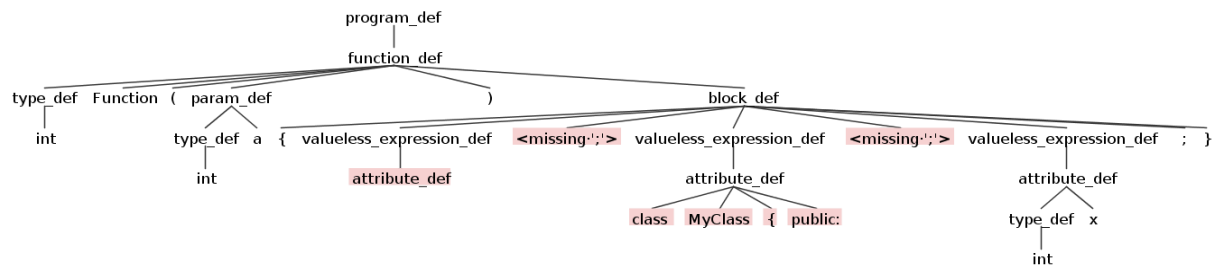 program_def
function_def
type_def Function ( param_def ) block_def
int type_def a { valueless_expression_def <missing·';'> valueless_expression_def <missing·';'> valueless_expression_def ; }
int attribute_def attribute_def attribute_def
class MyClass { public: type_def x
int